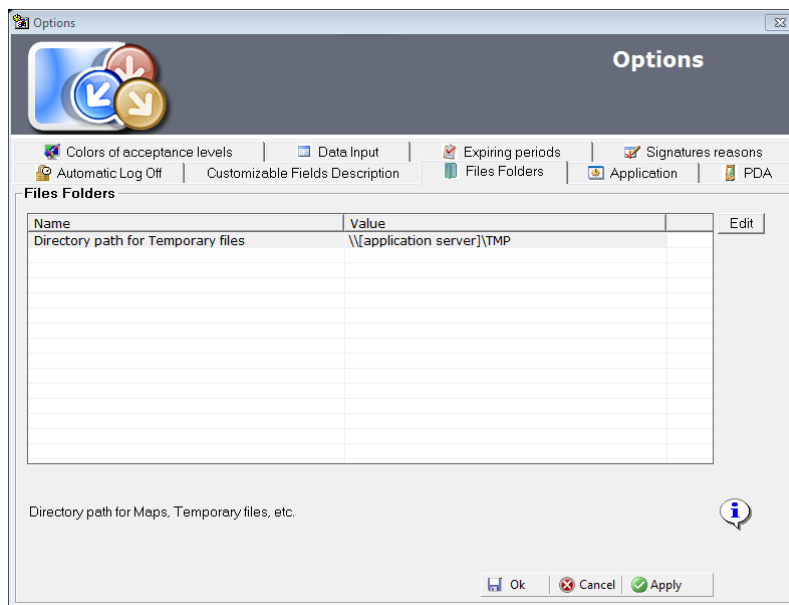 Options
Options
Colors of acceptance levels Data Input Expiring periods Signatures reasons
Automatic Log Off Customizable Fields Description Files Folders Application PDA
Files Folders
Name Value
Edit
Directory path for Temporary files \\[application server]\TMP
Directory path for Maps, Temporary files, etc.
Ok Cancel Apply